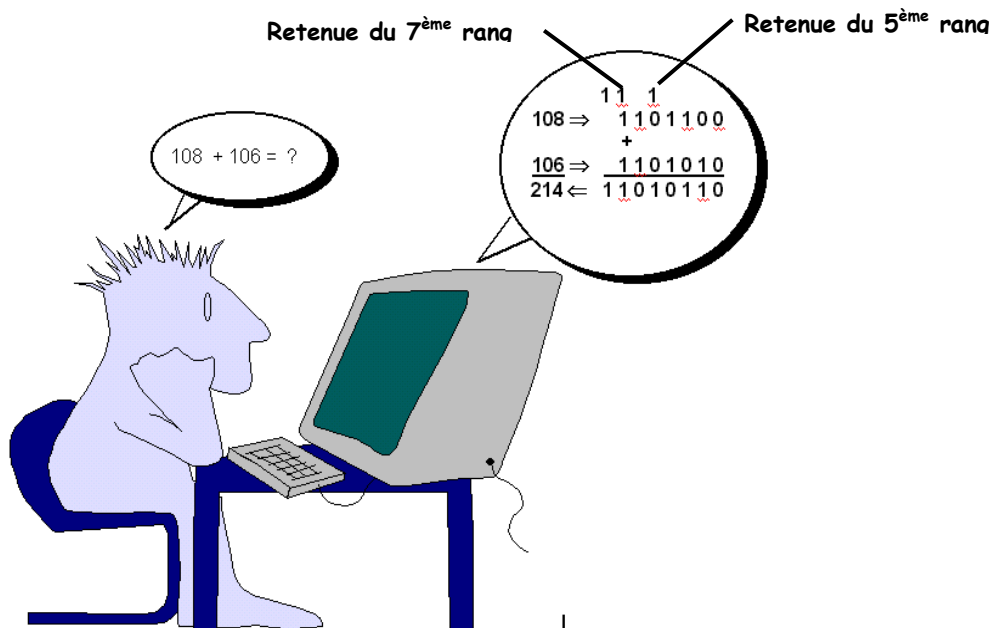 Retenue du 7ème rang
Retenue du 5ème rang
108 + 106 = ?
1 1 1
108 ⇒ 1 1 0 1 1 0 0
+
106 ⇒ 1 1 0 1 0 1 0
214 ⇐ 1 1 0 1 0 1 1 0